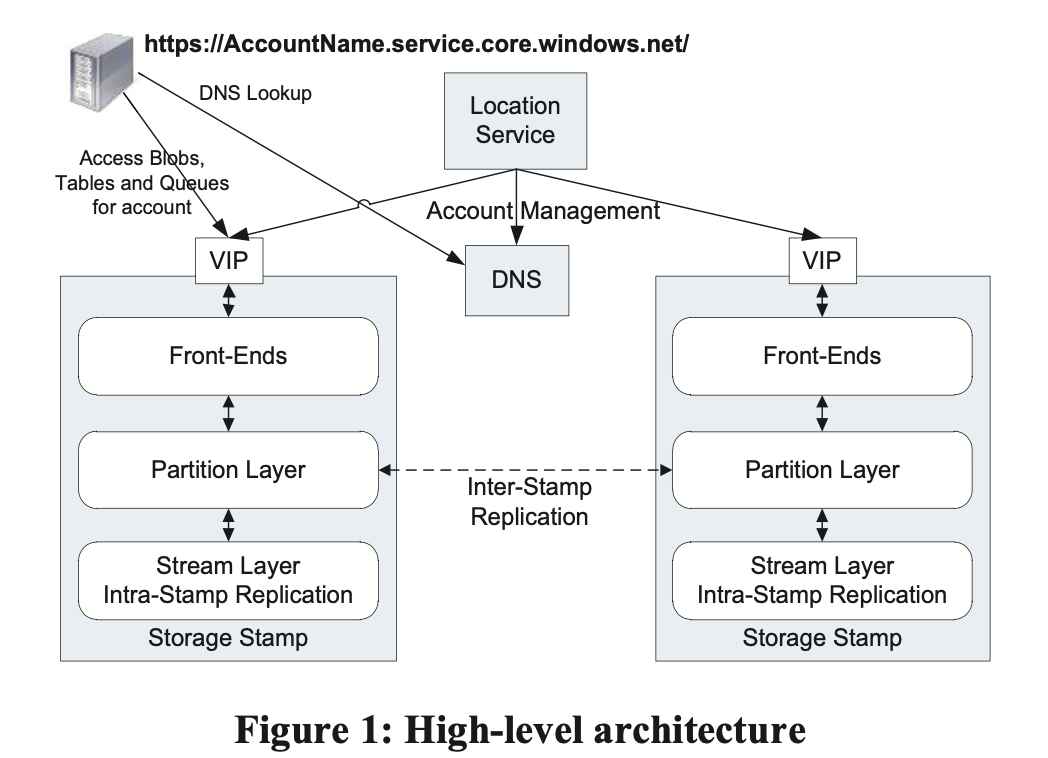 https://AccountName.service.core.windows.net/
DNS Lookup
Location
Service
Access Blobs,
Tables and Queues
for account
Account Management
VIP
DNS
VIP
Front-Ends
Front-Ends
Partition Layer
Partition Layer
Inter-Stamp
Replication
Stream Layer
Intra-Stamp Replication
Stream Layer
Intra-Stamp Replication
Storage Stamp
Storage Stamp
Figure 1: High-level architecture